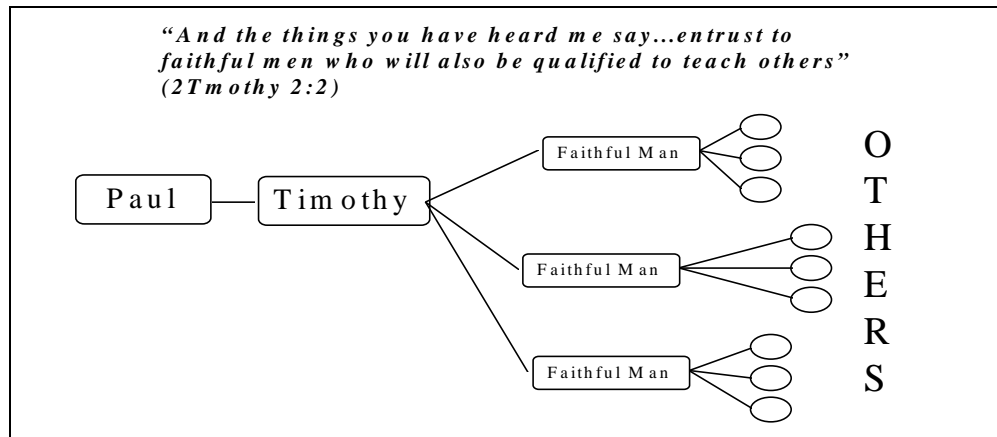 “And the things you have heard me say...entrust to
faithful men who will also be qualified to teach others”
(2Tmothy 2:2)
Paul
Timothy
Faithful Man
Faithful Man
Faithful Man
O
T
H
E
R
S